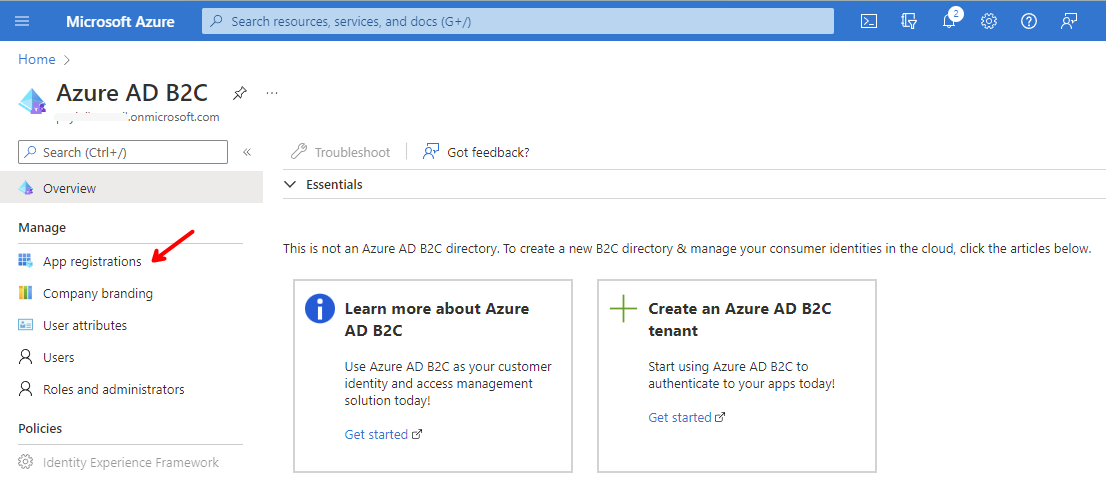 Microsoft Azure
Search resources, services, and docs (G+/)
2
Home
Azure AD B2C
.onmicrosoft.com
Search (Ctrl+/)
Troubleshoot
Got feedback?
Overview
Essentials
Manage
App registrations
Company branding
User attributes
Users
Roles and administrators
Policies
Identity Experience Framework
This is not an Azure AD B2C directory. To create a new B2C directory & manage your consumer identities in the cloud, click the articles below.
Learn more about Azure
AD B2C
Use Azure AD B2C as your customer
identity and access management
solution today!
Get started
Create an Azure AD B2C
tenant
Start using Azure AD B2C to
authenticate to your apps today!
Get started